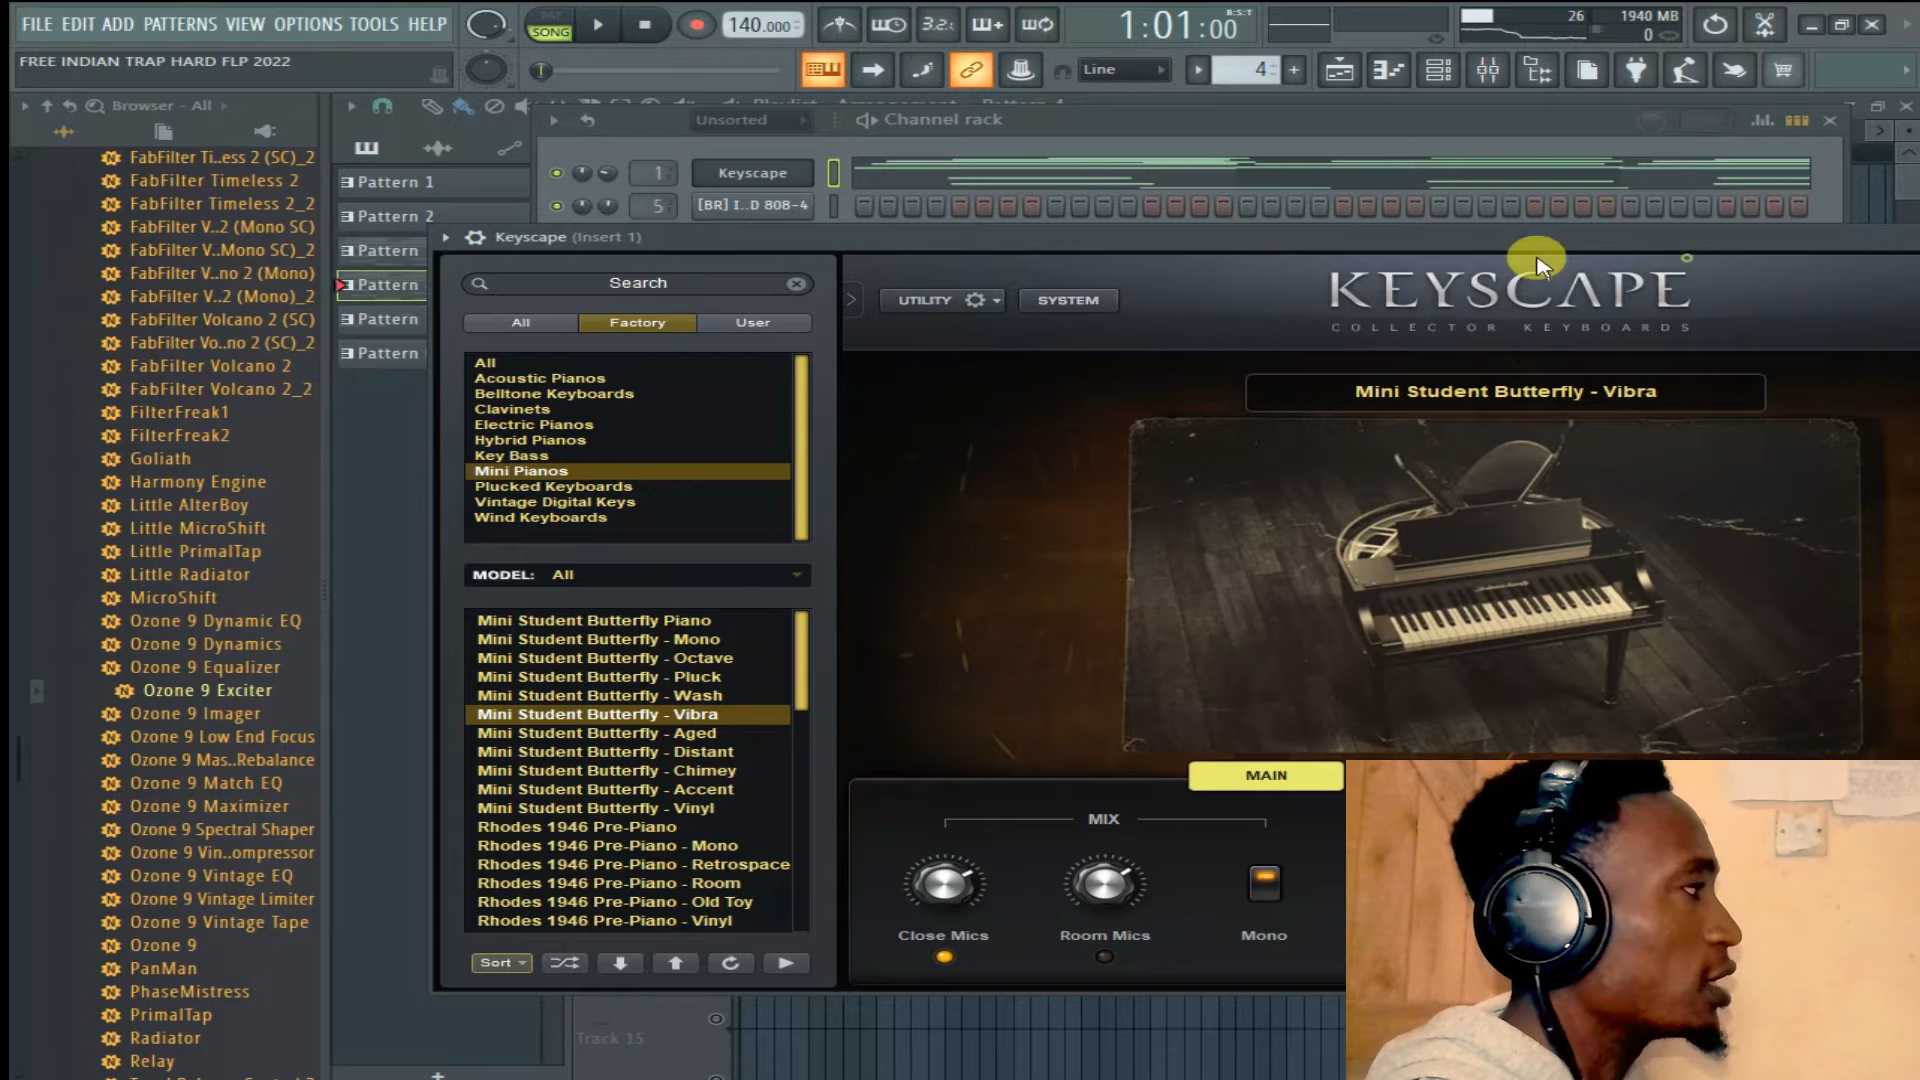 FILE EDIT ADD PATTERNS VIEW OPTIONS TOOLS HELP
PAT
SONG
140.000
3.2:
1:01:00
B:S:T
26
1940 MB
0
FREE INDIAN TRAP HARD FLP 2022
Line
4
Browser - All
Unsorted
Channel rack
FabFilter Ti..ess 2 (SC)_2
FabFilter Timeless 2
FabFilter Timeless 2_2
FabFilter V..2 (Mono SC)
FabFilter V..Mono SC)_2
FabFilter V..no 2 (Mono)
FabFilter V..2 (Mono)_2
FabFilter Volcano 2 (SC)
FabFilter Vo..no 2 (SC)_2
FabFilter Volcano 2
FabFilter Volcano 2_2
FilterFreak1
FilterFreak2
Goliath
Harmony Engine
Little AlterBoy
Little MicroShift
Little PrimalTap
Little Radiator
MicroShift
Ozone 9 Dynamic EQ
Ozone 9 Dynamics
Ozone 9 Equalizer
Ozone 9 Exciter
Ozone 9 Imager
Ozone 9 Low End Focus
Ozone 9 Mas..Rebalance
Ozone 9 Match EQ
Ozone 9 Maximizer
Ozone 9 Spectral Shaper
Ozone 9 Vin..ompressor
Ozone 9 Vintage EQ
Ozone 9 Vintage Limiter
Ozone 9 Vintage Tape
Ozone 9
PanMan
PhaseMistress
PrimalTap
Radiator
Relay
Pattern 1
Pattern 2
Pattern
Pattern
Pattern
Pattern
1
Keyscape
5
[BR] I..D 808-4
Keyscape (Insert 1)
Search
All
Factory
User
All
Acoustic Pianos
Belltone Keyboards
Clavinets
Electric Pianos
Hybrid Pianos
Key Bass
Mini Pianos
Plucked Keyboards
Vintage Digital Keys
Wind Keyboards
MODEL: All
Mini Student Butterfly Piano
Mini Student Butterfly - Mono
Mini Student Butterfly - Octave
Mini Student Butterfly - Pluck
Mini Student Butterfly - Wash
Mini Student Butterfly - Vibra
Mini Student Butterfly - Aged
Mini Student Butterfly - Distant
Mini Student Butterfly - Chimey
Mini Student Butterfly - Accent
Mini Student Butterfly - Vinyl
Rhodes 1946 Pre-Piano
Rhodes 1946 Pre-Piano - Mono
Rhodes 1946 Pre-Piano - Retrospace
Rhodes 1946 Pre-Piano - Room
Rhodes 1946 Pre-Piano - Old Toy
Rhodes 1946 Pre-Piano - Vinyl
Sort
UTILITY
SYSTEM
KEYSCAPE
COLLECTOR KEYBOARDS
Mini Student Butterfly - Vibra
MAIN
MIX
Close Mics
Room Mics
Mono
Track 15